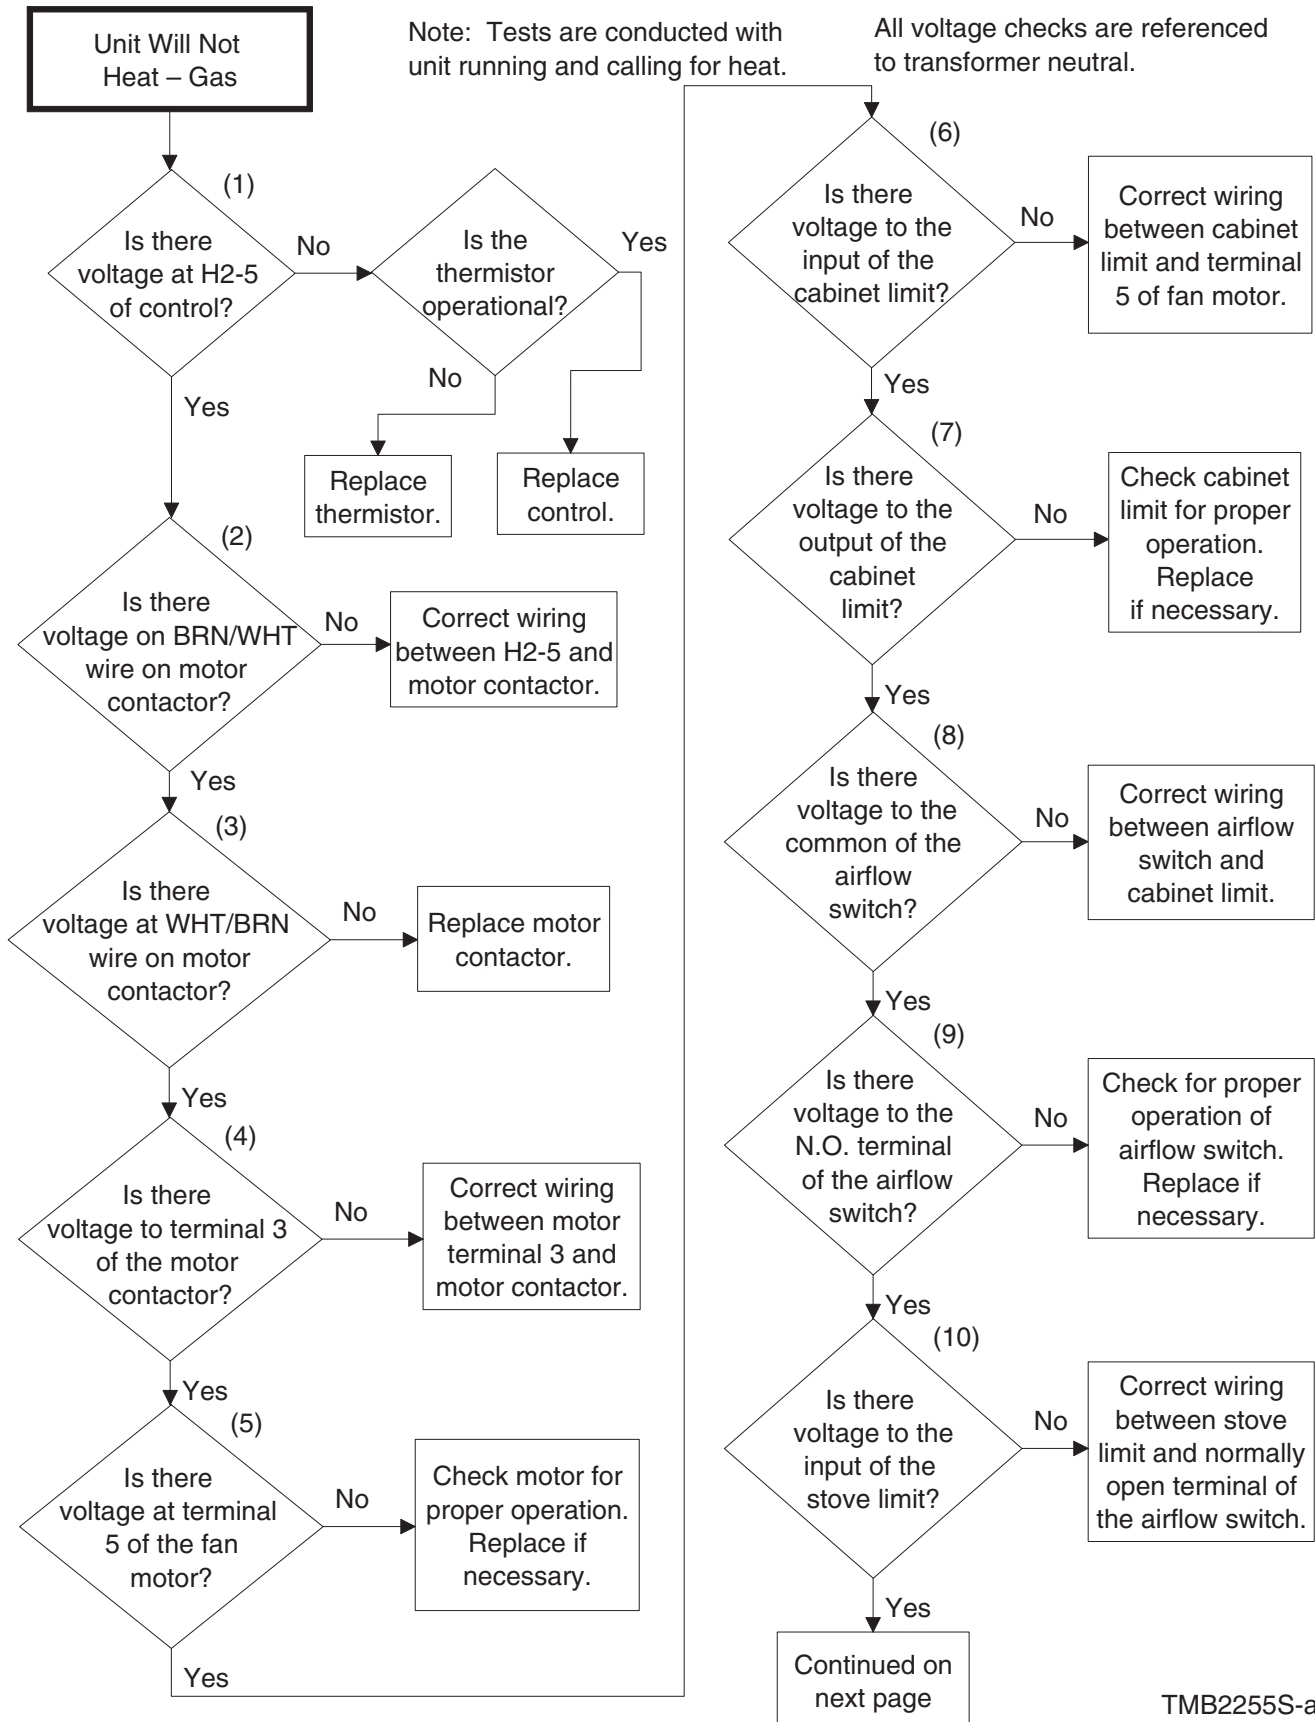 Unit Will Not
Heat – Gas
Note: Tests are conducted with
unit running and calling for heat.
All voltage checks are referenced
to transformer neutral.
(1)
Is there
voltage at H2-5
of control?
No
Is the
thermistor
operational?
Yes
No
Yes
Replace
thermistor.
Replace
control.
(2)
Is there
voltage on BRN/WHT
wire on motor
contactor?
No
Correct wiring
between H2-5 and
motor contactor.
Yes
(3)
Is there
voltage at WHT/BRN
wire on motor
contactor?
No
Replace motor
contactor.
Yes
(4)
Is there
voltage to terminal 3
of the motor
contactor?
No
Correct wiring
between motor
terminal 3 and
motor contactor.
Yes
(5)
Is there
voltage at terminal
5 of the fan
motor?
No
Check motor for
proper operation.
Replace if
necessary.
Yes
(6)
Is there
voltage to the
input of the
cabinet limit?
No
Correct wiring
between cabinet
limit and terminal
5 of fan motor.
Yes
(7)
Is there
voltage to the
output of the
cabinet
limit?
No
Check cabinet
limit for proper
operation.
Replace
if necessary.
Yes
(8)
Is there
voltage to the
common of the
airflow
switch?
No
Correct wiring
between airflow
switch and
cabinet limit.
Yes
(9)
Is there
voltage to the
N.O. terminal
of the airflow
switch?
No
Check for proper
operation of
airflow switch.
Replace if
necessary.
Yes
(10)
Is there
voltage to the
input of the
stove limit?
No
Correct wiring
between stove
limit and normally
open terminal of
the airflow switch.
Yes
Continued on
next page
TMB2255S-a